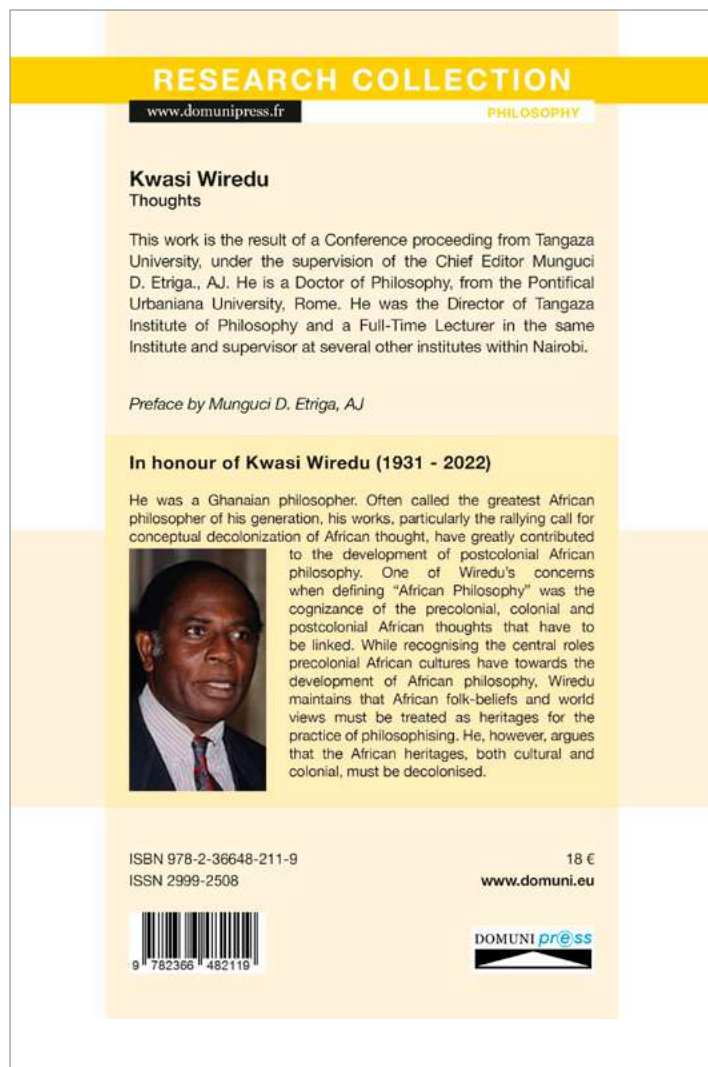 RESEARCH COLLECTION
www.domunipress.fr
PHILOSOPHY
Kwasi Wiredu
Thoughts
This work is the result of a Conference proceeding from Tangaza
University, under the supervision of the Chief Editor Munguci
D. Etriga., AJ. He is a Doctor of Philosophy, from the Pontifical
Urbaniana University, Rome. He was the Director of Tangaza
Institute of Philosophy and a Full-Time Lecturer in the same
Institute and supervisor at several other institutes within Nairobi.
Preface by Munguci D. Etriga, AJ
In honour of Kwasi Wiredu (1931 - 2022)
He was a Ghanaian philosopher. Often called the greatest African
philosopher of his generation, his works, particularly the rallying call for
conceptual decolonization of African thought, have greatly contributed
to the development of postcolonial African
philosophy. One of Wiredu's concerns
when defining “African Philosophy” was the
cognizance of the precolonial, colonial and
postcolonial African thoughts that have to
be linked. While recognising the central roles
precolonial African cultures have towards the
development of African philosophy, Wiredu
maintains that African folk-beliefs and world
views must be treated as heritages for the
practice of philosophising. He, however, argues
that the African heritages, both cultural and
colonial, must be decolonised.
ISBN 978-2-36648-211-9
ISSN 2999-2508
18 €
www.domuni.eu
9 782366 482119
DOMUNI pr@ss